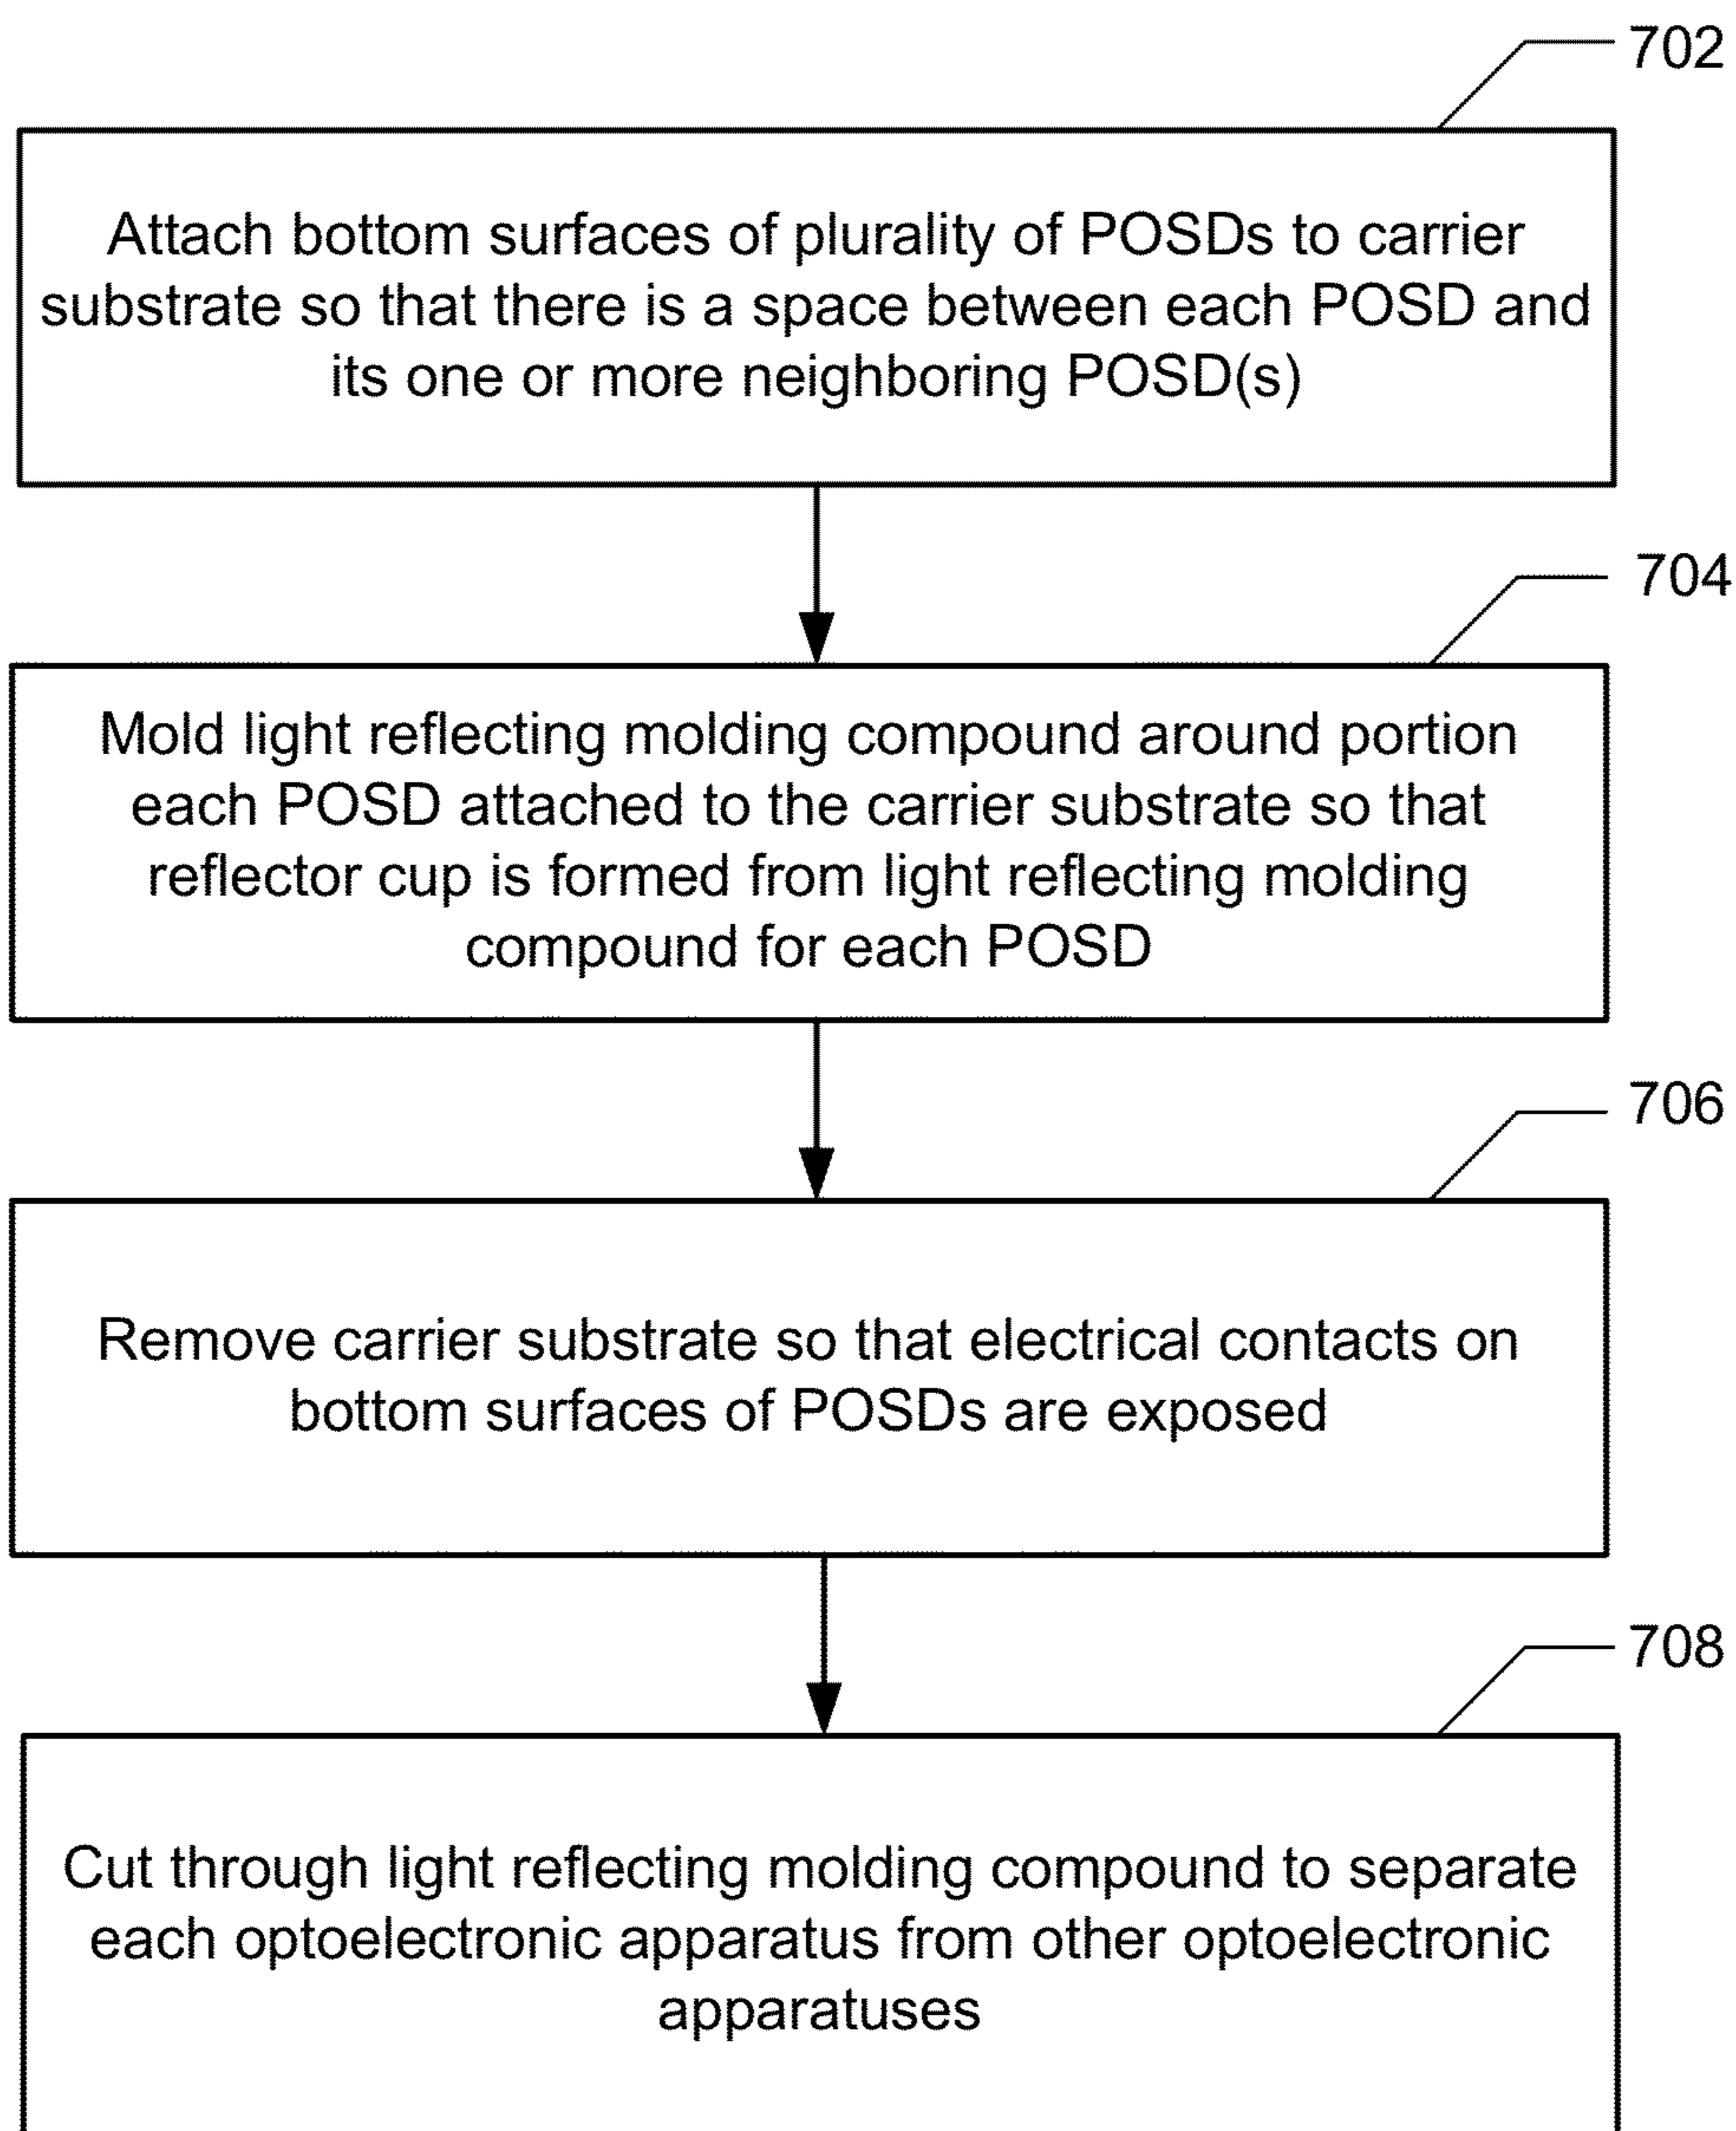 702
Attach bottom surfaces of plurality of POSDs to carrier
substrate so that there is a space between each POSD and
its one or more neighboring POSD(s)
704
Mold light reflecting molding compound around portion
each POSD attached to the carrier substrate so that
reflector cup is formed from light reflecting molding
compound for each POSD
706
Remove carrier substrate so that electrical contacts on
bottom surfaces of POSDs are exposed
708
Cut through light reflecting molding compound to separate
each optoelectronic apparatus from other optoelectronic
apparatuses